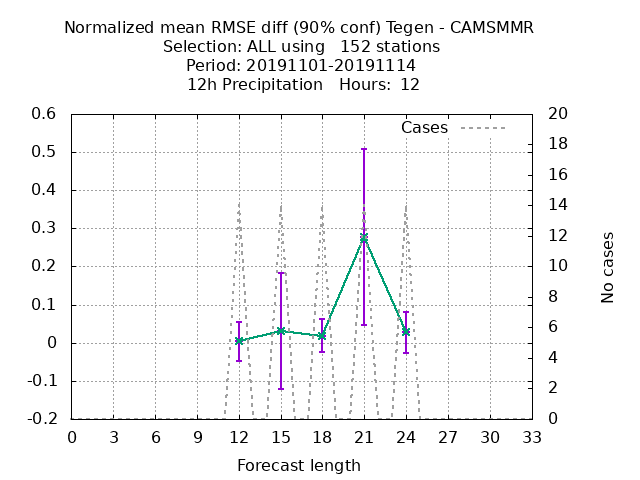 Normalized mean RMSE diff (90% conf) Tegen - CAMSMMR
Selection: ALL using   152 stations
Period: 20191101-20191114
12h Precipitation   Hours:  12
Cases
0.6
0.5
0.4
0.3
0.2
0.1
0
-0.1
-0.2
20
18
16
14
12
10
8
6
4
2
0
No cases
0 3 6 9 12 15 18 21 24 27 30 33
Forecast length